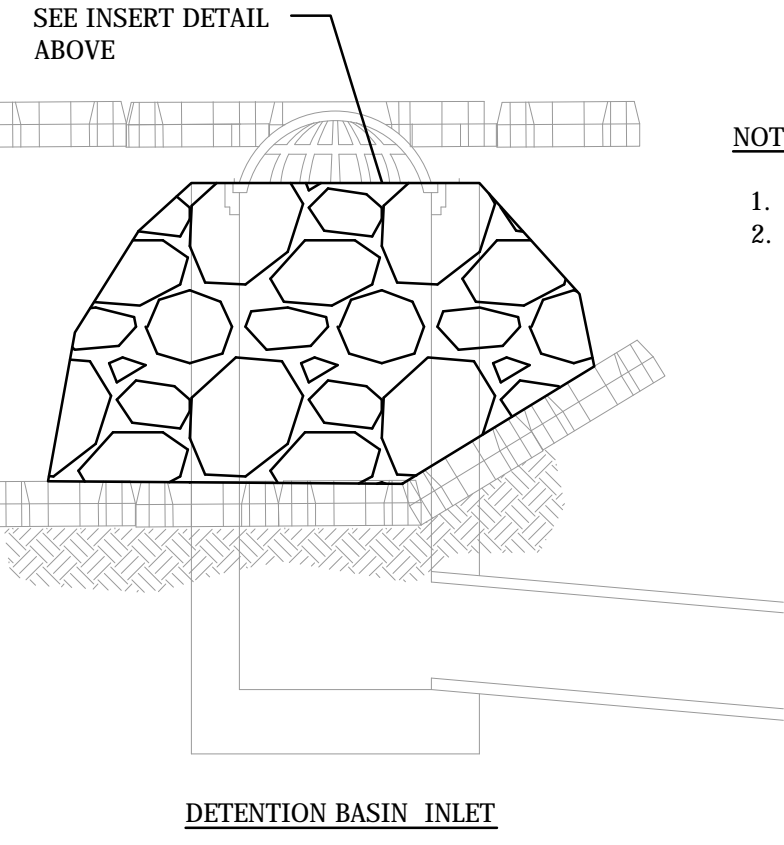 SEE INSERT DETAIL
ABOVE
NOT
1.
2.
DETENTION BASIN INLET